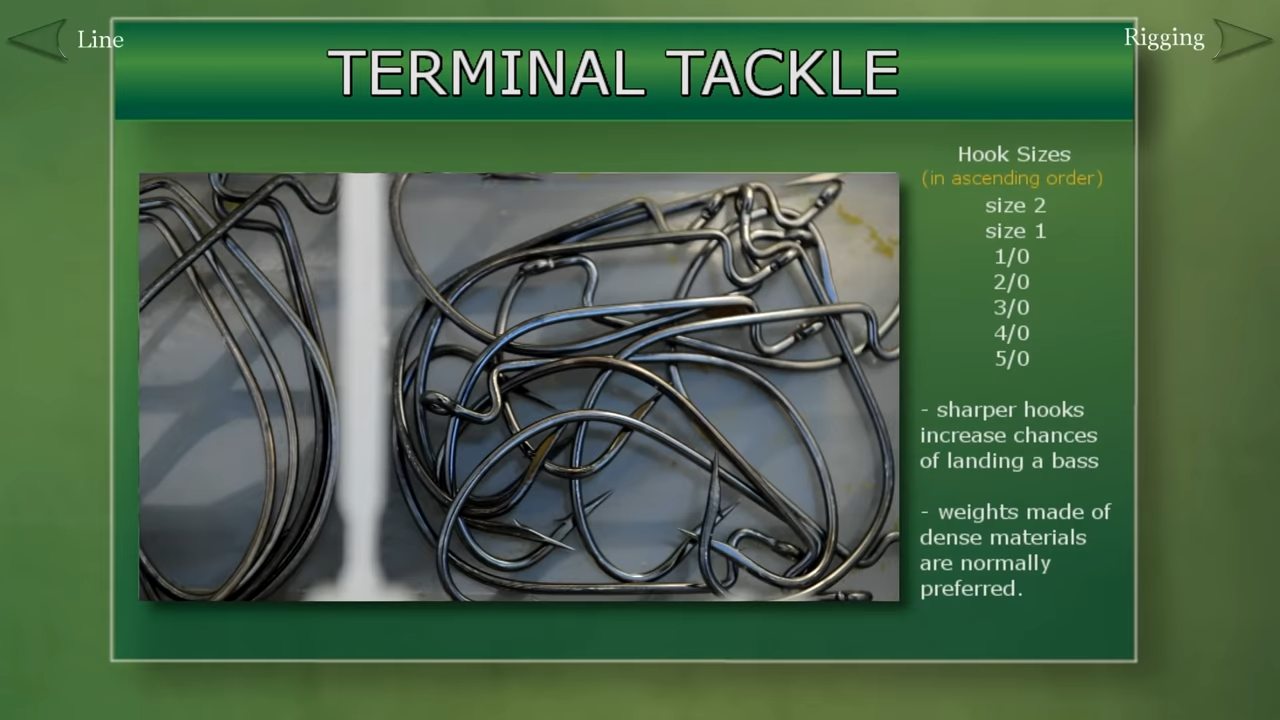 Line
Rigging
TERMINAL TACKLE
Hook Sizes
(in ascending order)
size 2
size 1
1/0
2/0
3/0
4/0
5/0
- sharper hooks
increase chances
of landing a bass
- weights made of
dense materials
are normally
preferred.